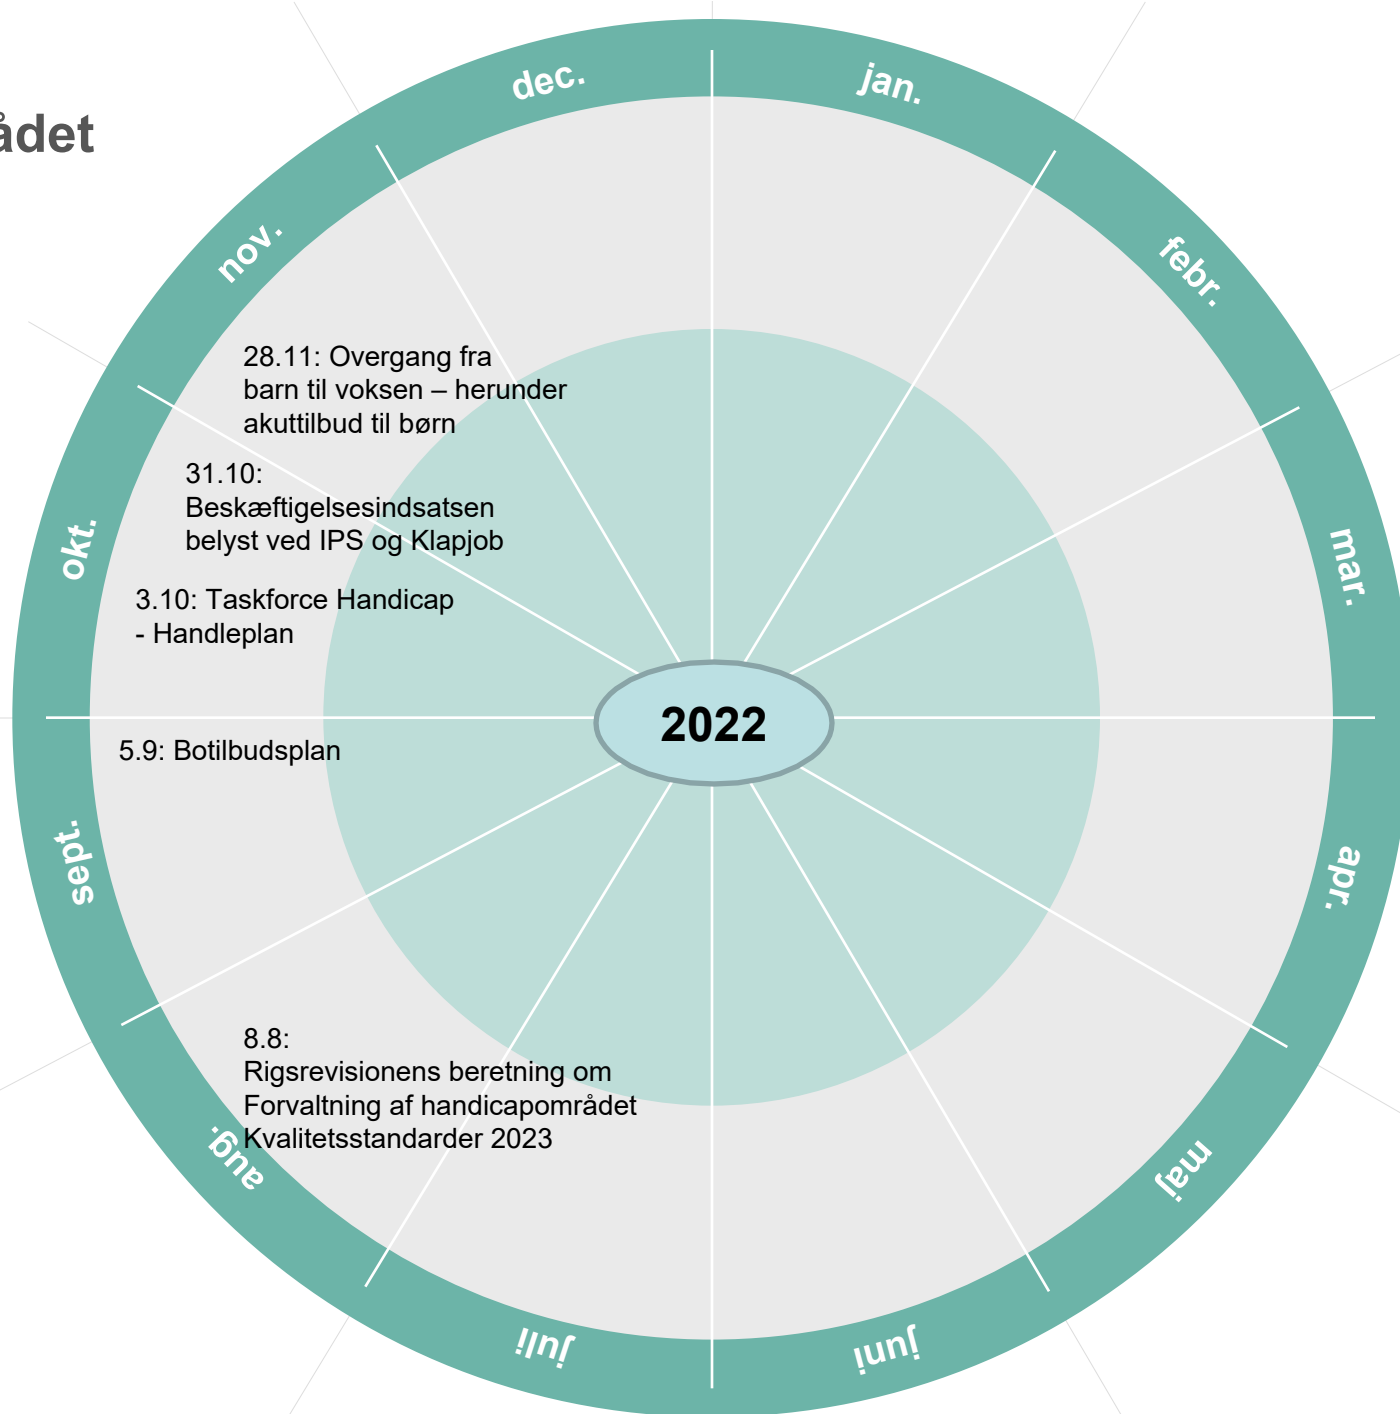 ådet
dec.
jan.
nov.
febr.
28.11: Overgang fra
barn til voksen – herunder
akuttilbud til børn
31.10:
Beskæftigelsesindsatsen
belyst ved IPS og Klapjob
okt.
mar.
3.10: Taskforce Handicap
- Handleplan
2022
5.9: Botilbudsplan
sept.
apr.
8.8:
Rigsrevisionens beretning om
Forvaltning af handicapområdet
Kvalitetsstandarder 2023
aug.
maj
juli
juni